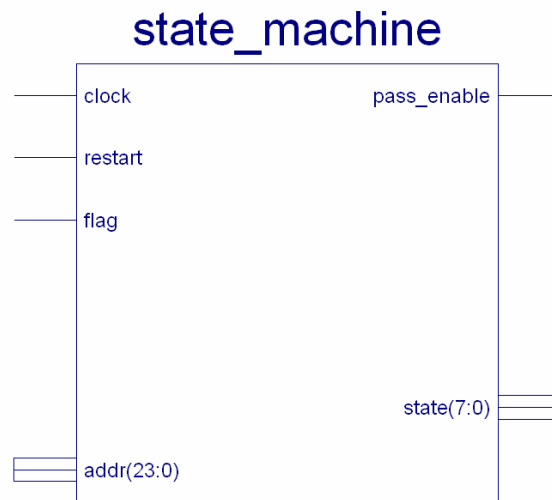 state_machine
clock
pass_enable
restart
flag
state(7:0)
addr(23:0)